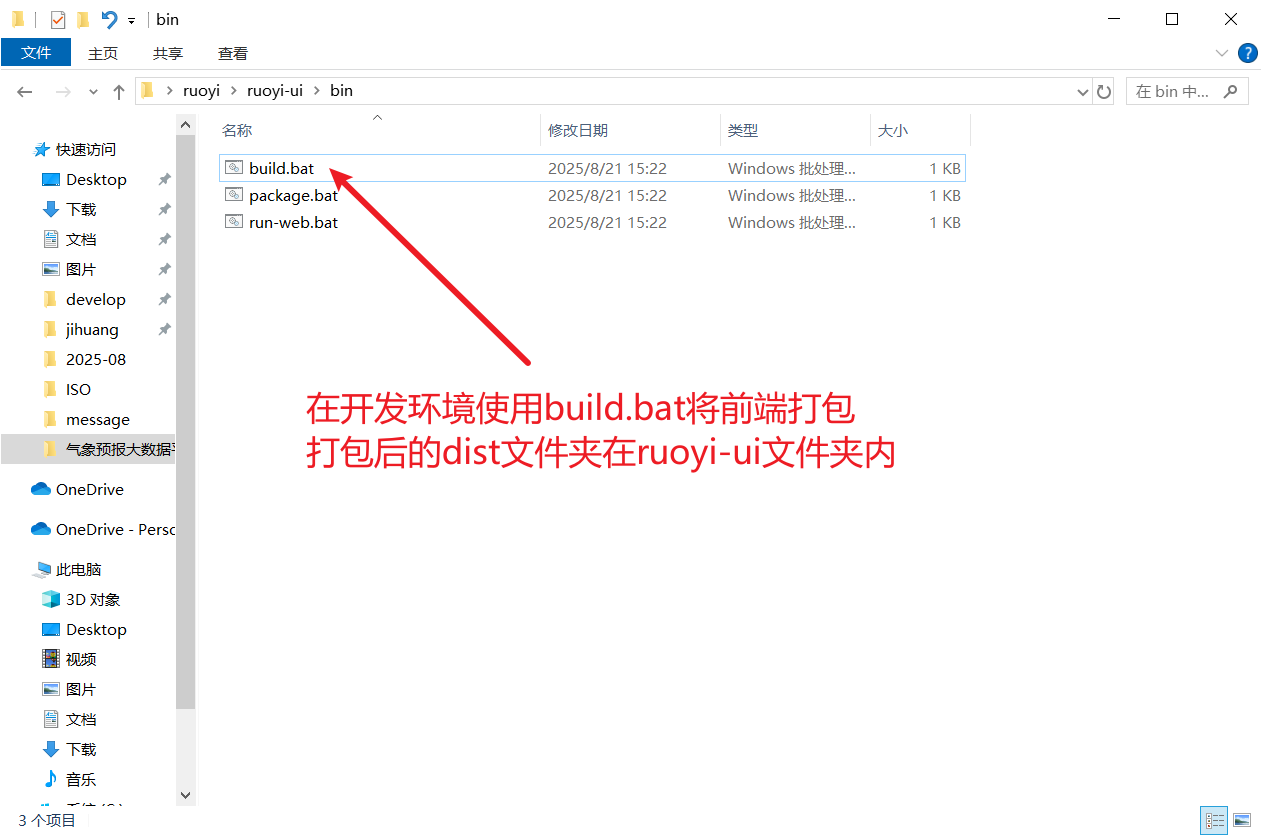 bin
文件 主页 共享 查看
ruoyi > ruoyi-ui > bin
在 bin 中...
名称 修改日期 类型 大小
build.bat 2025/8/21 15:22 Windows 批处理... 1 KB
package.bat 2025/8/21 15:22 Windows 批处理... 1 KB
run-web.bat 2025/8/21 15:22 Windows 批处理... 1 KB
快速访问
Desktop
下载
文档
图片
develop
jihuang
2025-08
ISO
message
气象预报大数据
OneDrive
OneDrive - Perso
此电脑
3D 对象
Desktop
视频
图片
文档
下载
音乐
在开发环境使用build.bat将前端打包
打包后的dist文件夹在ruoyi-ui文件夹内
3 个项目